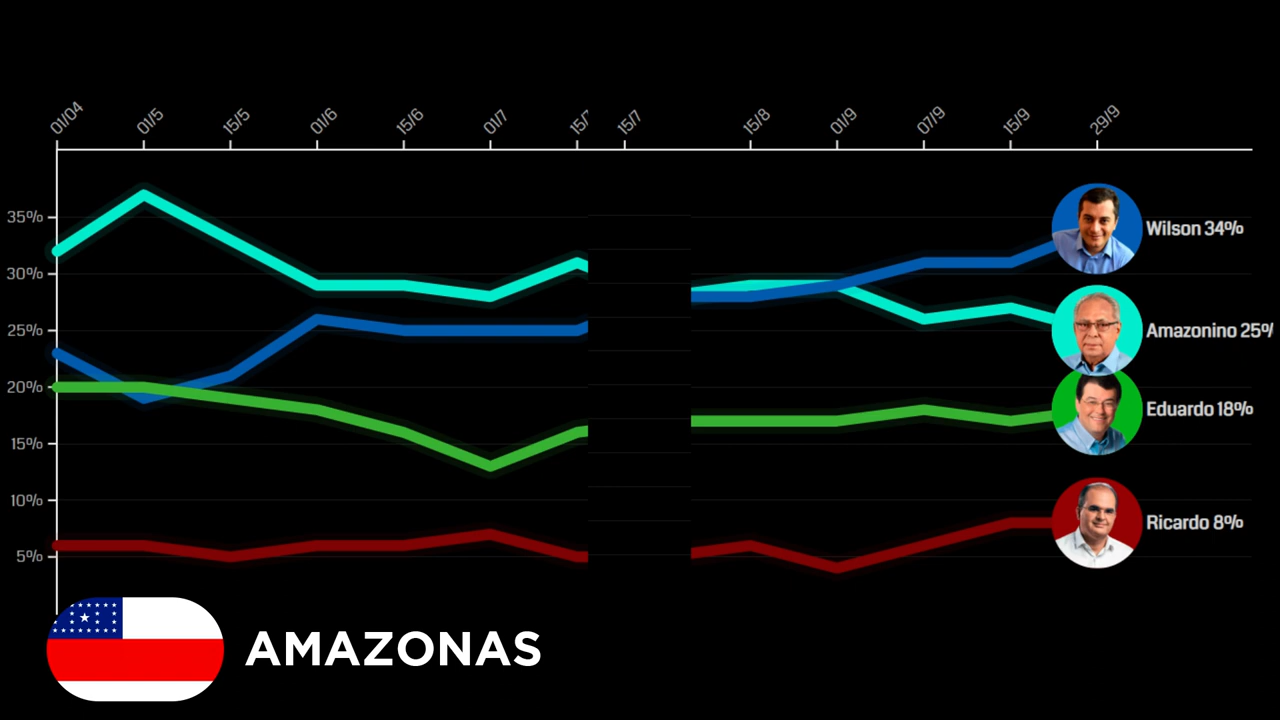 01/04 01/5 15/5 01/6 15/6 01/7 15/7 15/7 15/8 01/9 07/9 15/9 29/9
35%
Wilson 34%
30%
25%
Amazonino 25%
20%
Eduardo 18%
15%
10%
Ricardo 8%
5%
AMAZONAS